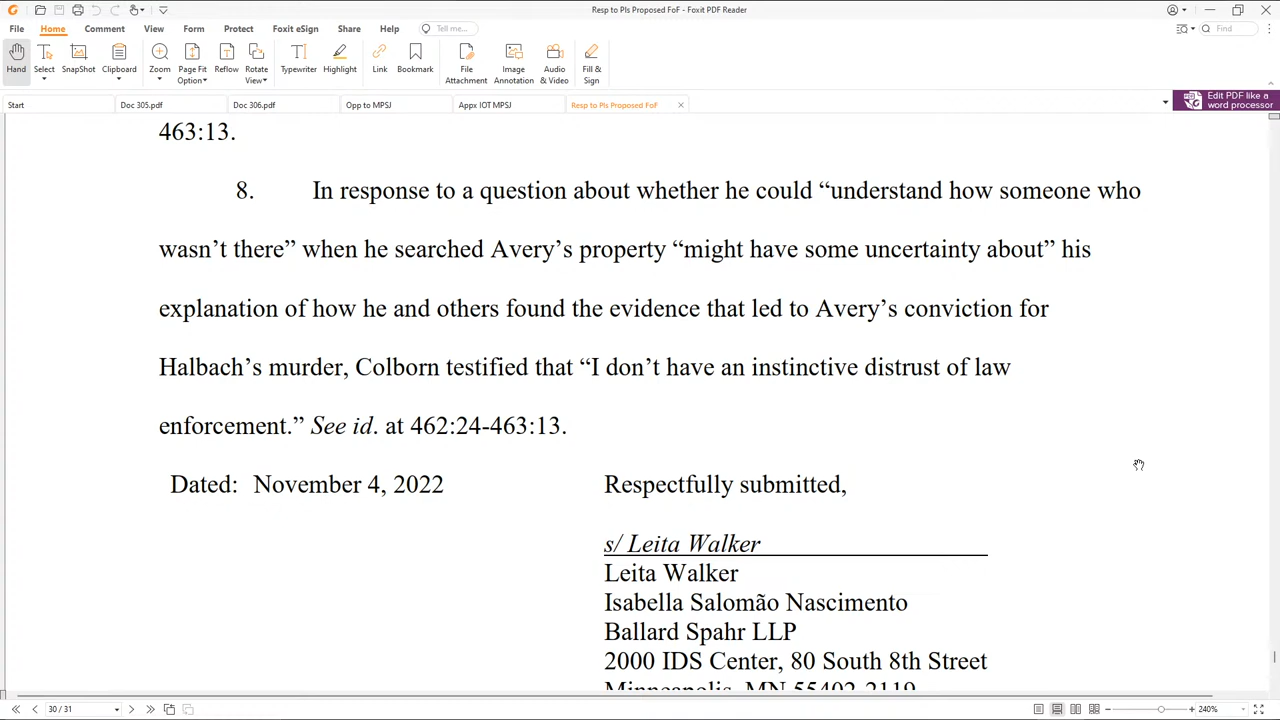 Resp to Pls Proposed FoF - Foxit PDF Reader
File Home Comment View Form Protect Foxit eSign Share Help Tell me... Find
Hand Select SnapShot Clipboard Zoom Page Fit Option Reflow Rotate View Typewriter Highlight Link Bookmark File Attachment Image Annotation Audio & Video Fill & Sign
Start Doc 305.pdf Doc 306.pdf Opp to MPSJ Appx IOT MPSJ Resp to Pls Proposed FoF
Edit PDF like a word processor
463:13.
8. In response to a question about whether he could “understand how someone who
wasn’t there” when he searched Avery’s property “might have some uncertainty about” his
explanation of how he and others found the evidence that led to Avery’s conviction for
Halbach’s murder, Colborn testified that “I don’t have an instinctive distrust of law
enforcement.” See id. at 462:24-463:13.
Dated: November 4, 2022 Respectfully submitted,
s/ Leita Walker
Leita Walker
Isabella Salomão Nascimento
Ballard Spahr LLP
2000 IDS Center, 80 South 8th Street
Minneapolis, MN 55402-2119
30 / 31 240%